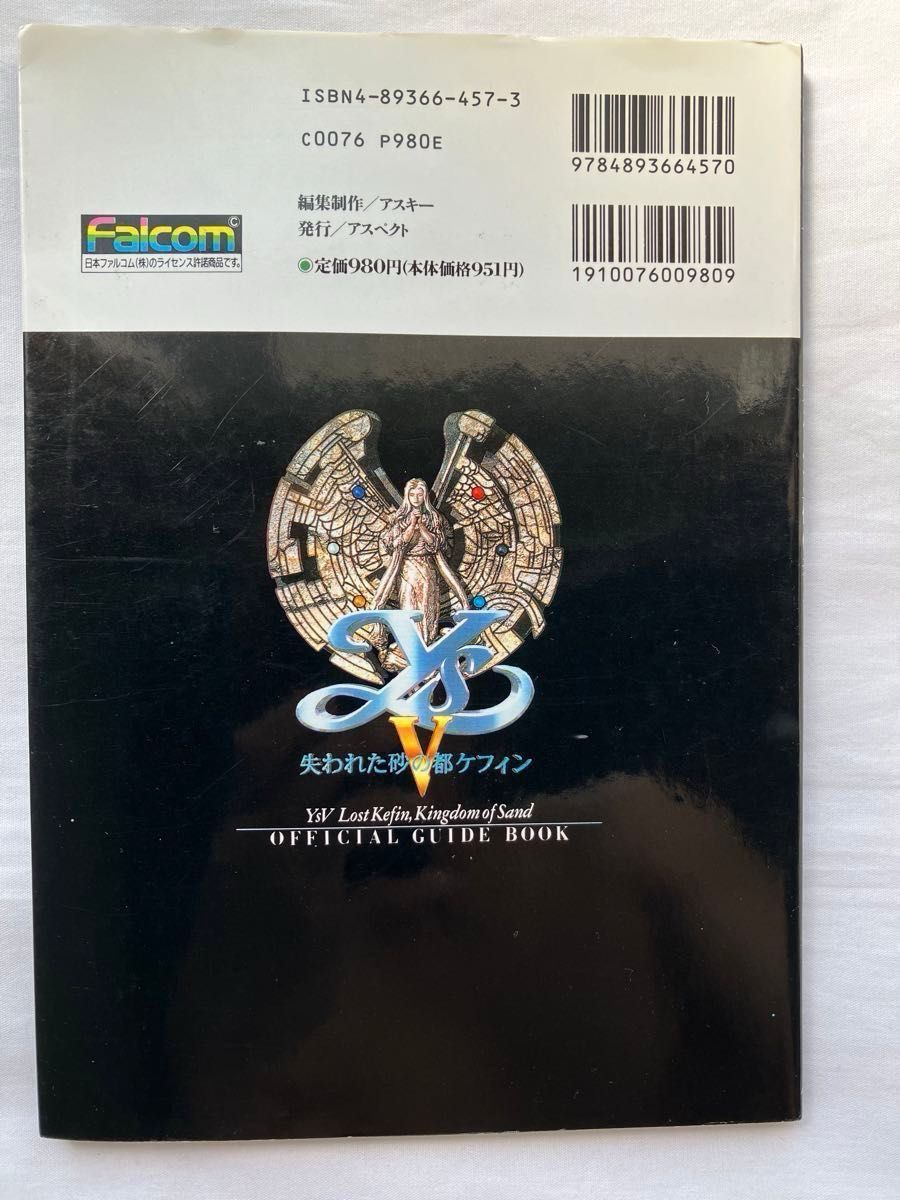 ISBN4-89366-457-3
C0076 P980E
9784893664570
編集制作／アスキー
発行／アスペクト
●定価980円(本体価格951円)
1910076009809
Falcom©
日本ファルコム(株)のライセンス許諾商品です。
Ys
V
失われた砂の都ケフィン
YsV Lost Kefin, Kingdom of Sand
OFFICIAL GUIDE BOOK